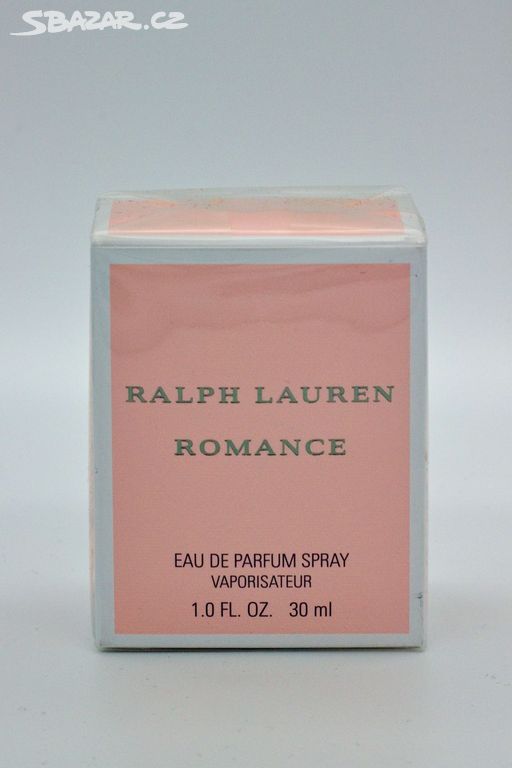 SBAZAR.CZ
RALPH LAUREN
ROMANCE
EAU DE PARFUM SPRAY
VAPORISATEUR
1.0 FL. OZ. 30 ml